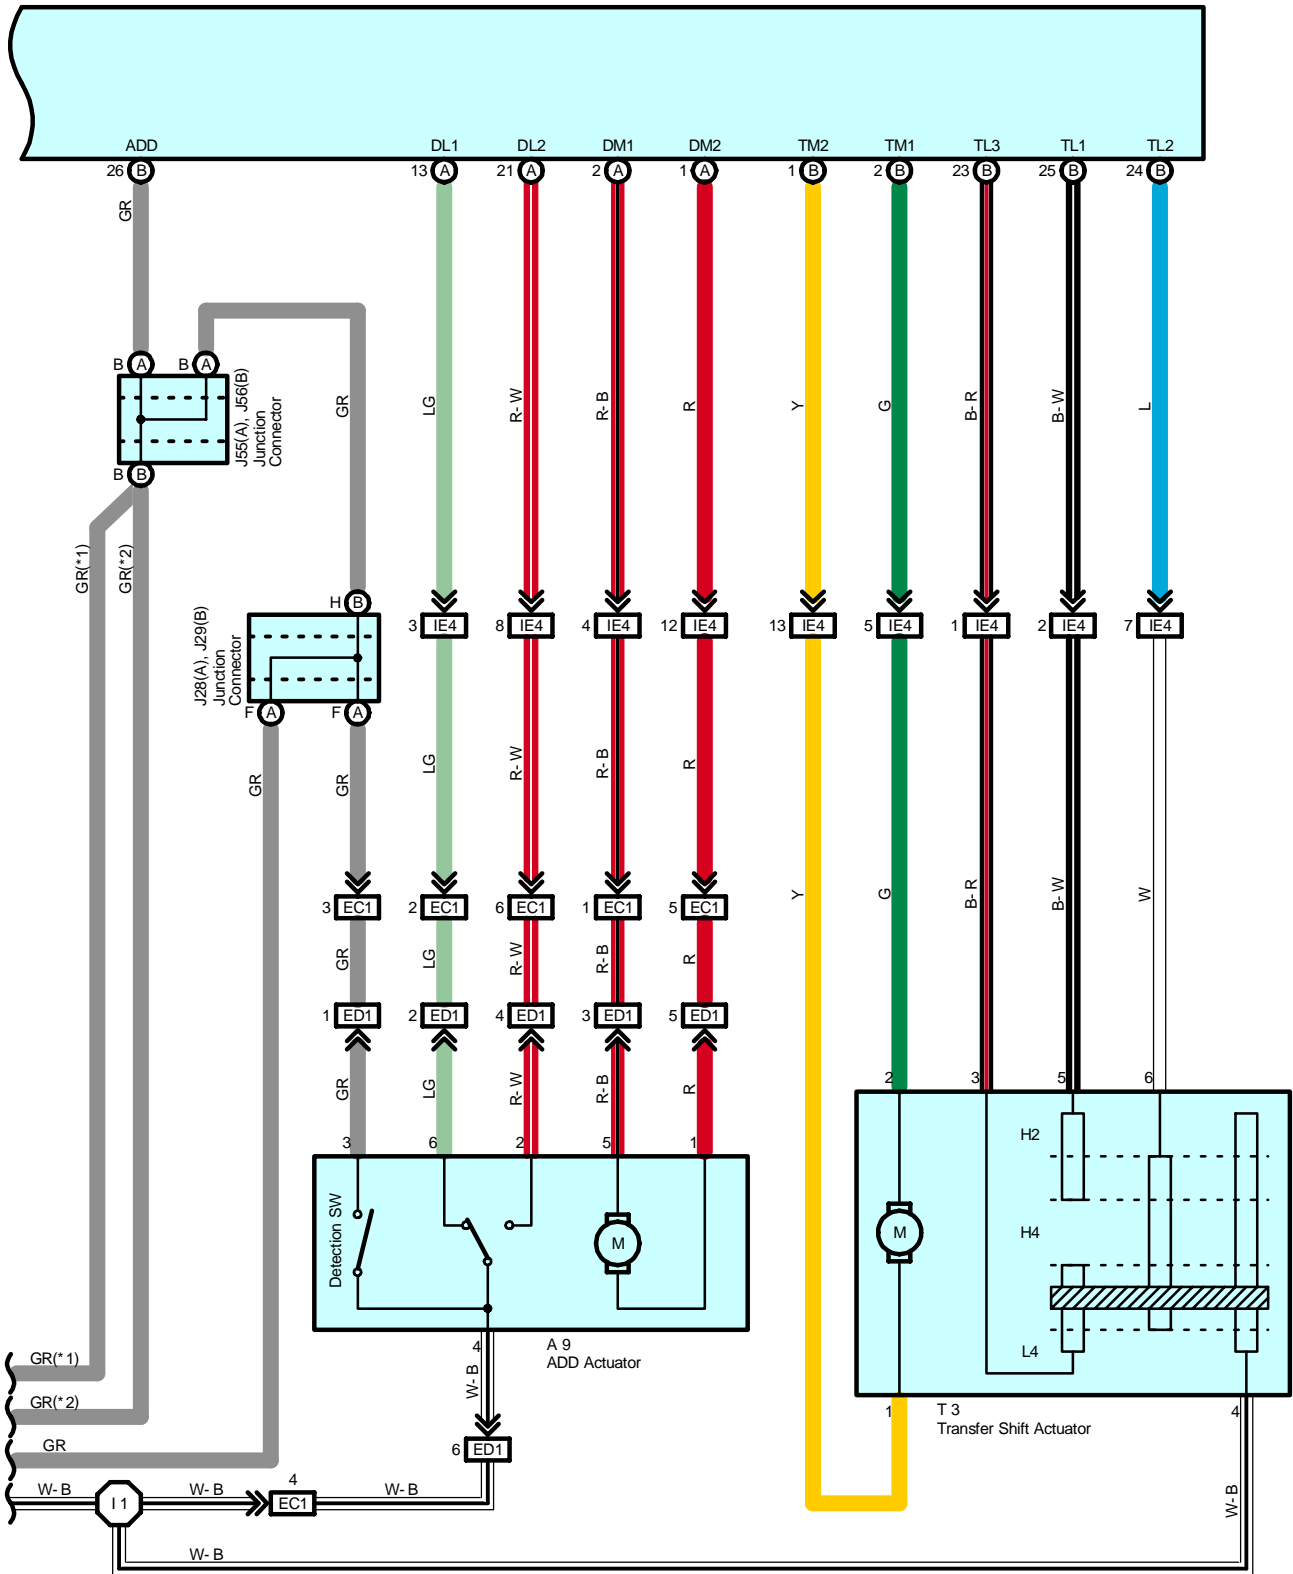 ADD DL1 DL2 DM1 DM2 TM2 TM1 TL3 TL1 TL2
26 B 13 A 21 A 2 A 1 A 1 B 2 B 23 B 25 B 24 B
GR
B A B A
J55(A), J56(B)
Junction
Connector
GR LG R-W R-B R Y G B-R B-W L
B B
GR(*1) GR(*2)
H B
3 IE4 8 IE4 4 IE4 12 IE4 13 IE4 5 IE4 1 IE4 2 IE4 7 IE4
J28(A), J29(B)
Junction
Connector
F A F A
GR GR LG R-W R-B R
Y G B-R B-W W
3 EC1 2 EC1 6 EC1 1 EC1 5 EC1
GR LG R-W R-B R
1 ED1 2 ED1 4 ED1 3 ED1 5 ED1
GR LG R-W R-B R
2 3 5 6
3 6 2 5 1
H2
Detection SW
M
M
H4
L4
4
A 9
ADD Actuator
GR(*1)
W-B
GR(*2)
1
T 3
Transfer Shift Actuator
4
GR
6 ED1
W-B I 1 W-B 4 EC1 W-B
W-B
W-B